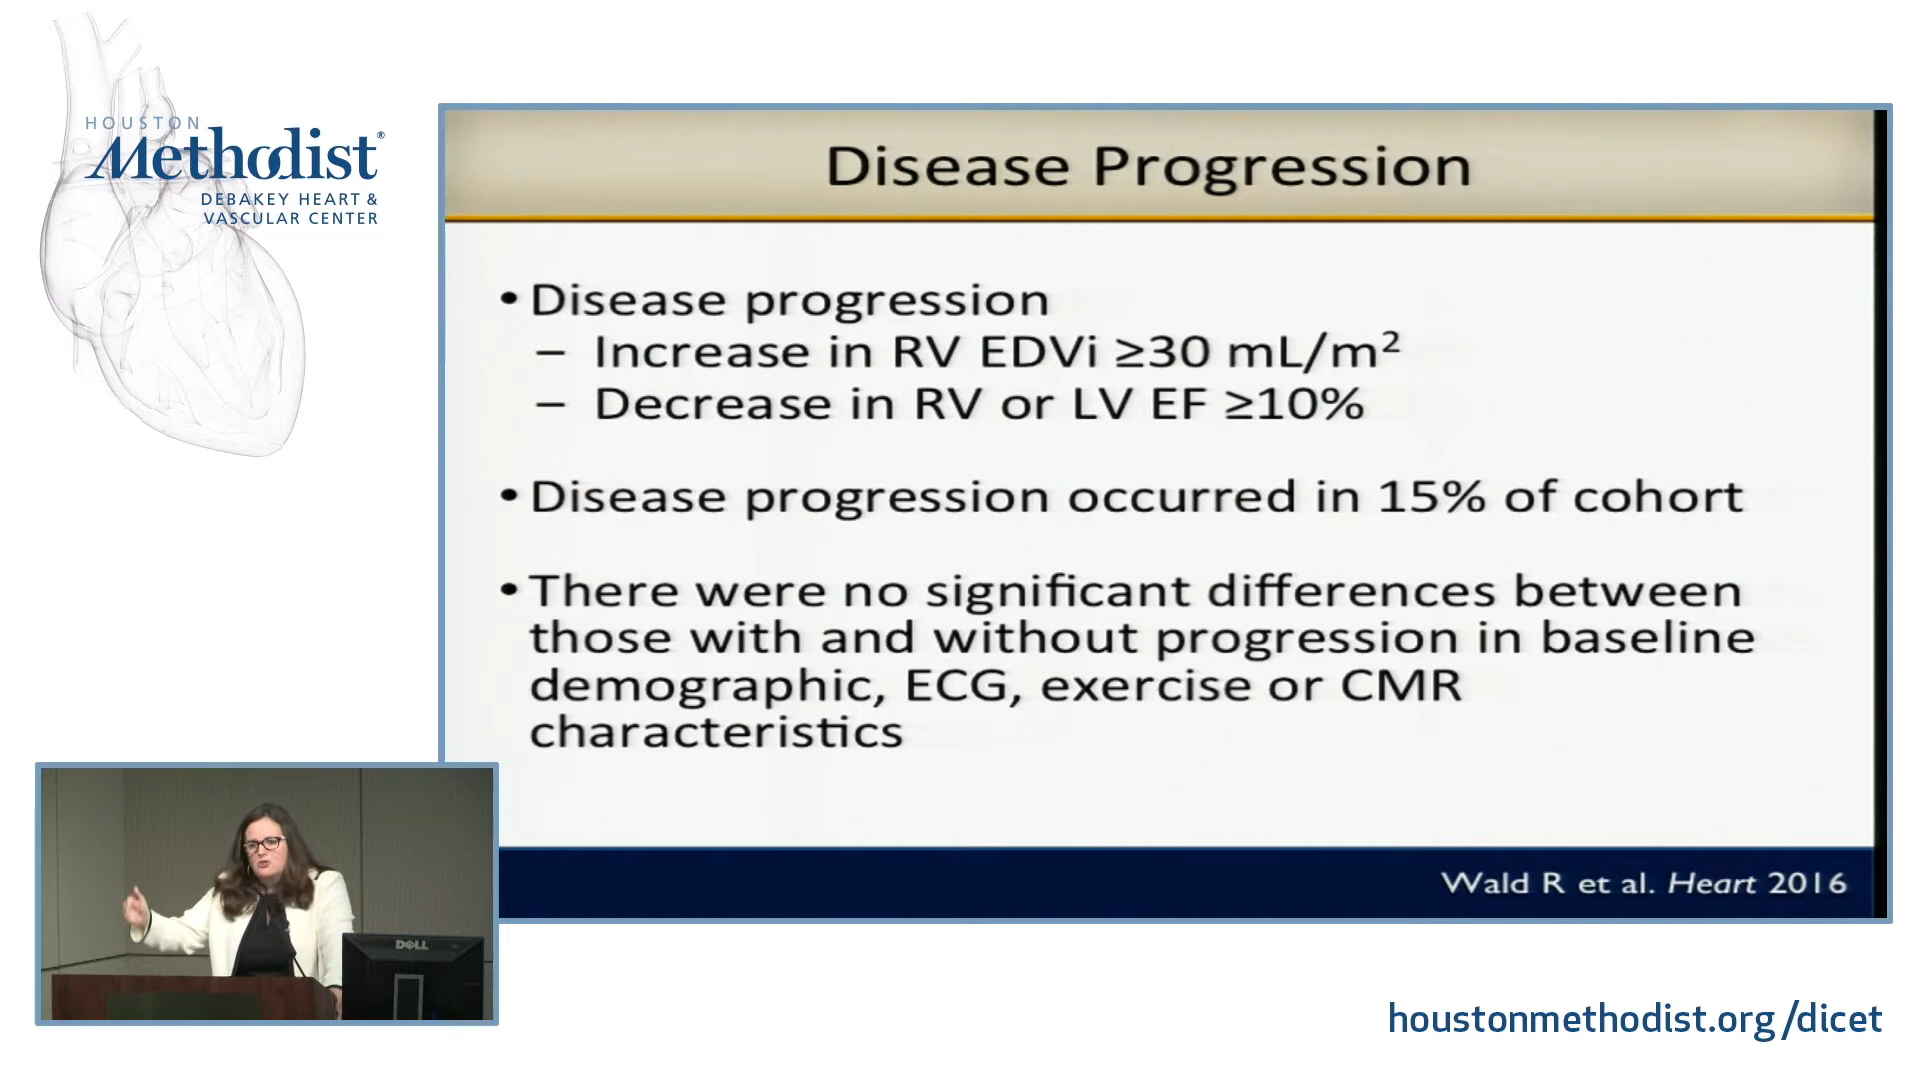 HOUSTON
Methodist®
DEBAKEY HEART &
VASCULAR CENTER
Disease Progression
• Disease progression
– Increase in RV EDVi ≥30 mL/m²
– Decrease in RV or LV EF ≥10%
• Disease progression occurred in 15% of cohort
• There were no significant differences between
those with and without progression in baseline
demographic, ECG, exercise or CMR
characteristics
Wald R et al. Heart 2016
DELL
houstonmethodist.org/dicet